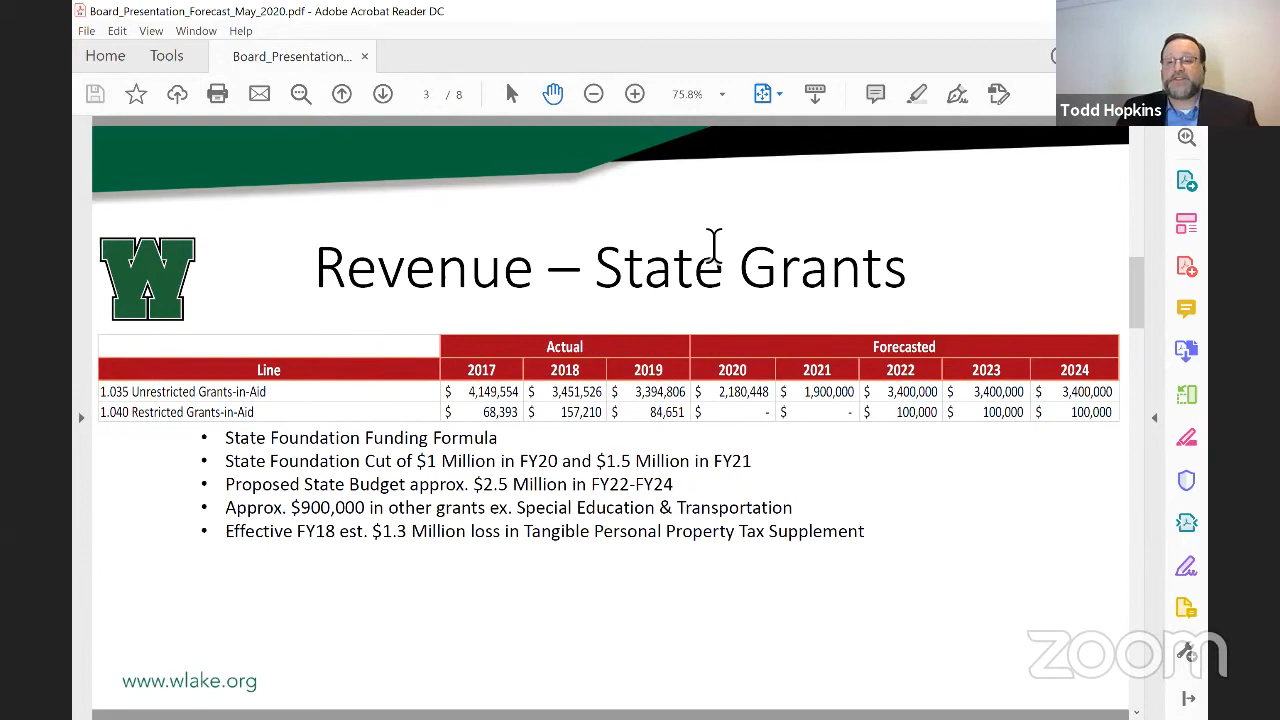 Board_Presentation_Forecast_May_2020.pdf - Adobe Acrobat Reader DC
File Edit View Window Help
Home Tools Board_Presentation... ×
3 / 8 75.8%
Todd Hopkins
W
Revenue – State Grants
Actual Forecasted
Line 2017 2018 2019 2020 2021 2022 2023 2024
1.035 Unrestricted Grants-in-Aid $ 4,149,554 $ 3,451,526 $ 3,394,806 $ 2,180,448 $ 1,900,000 $ 3,400,000 $ 3,400,000 $ 3,400,000
1.040 Restricted Grants-in-Aid $ 68,393 $ 157,210 $ 84,651 $ - $ - $ 100,000 $ 100,000 $ 100,000
• State Foundation Funding Formula
• State Foundation Cut of $1 Million in FY20 and $1.5 Million in FY21
• Proposed State Budget approx. $2.5 Million in FY22-FY24
• Approx. $900,000 in other grants ex. Special Education & Transportation
• Effective FY18 est. $1.3 Million loss in Tangible Personal Property Tax Supplement
www.wlake.org
zoom